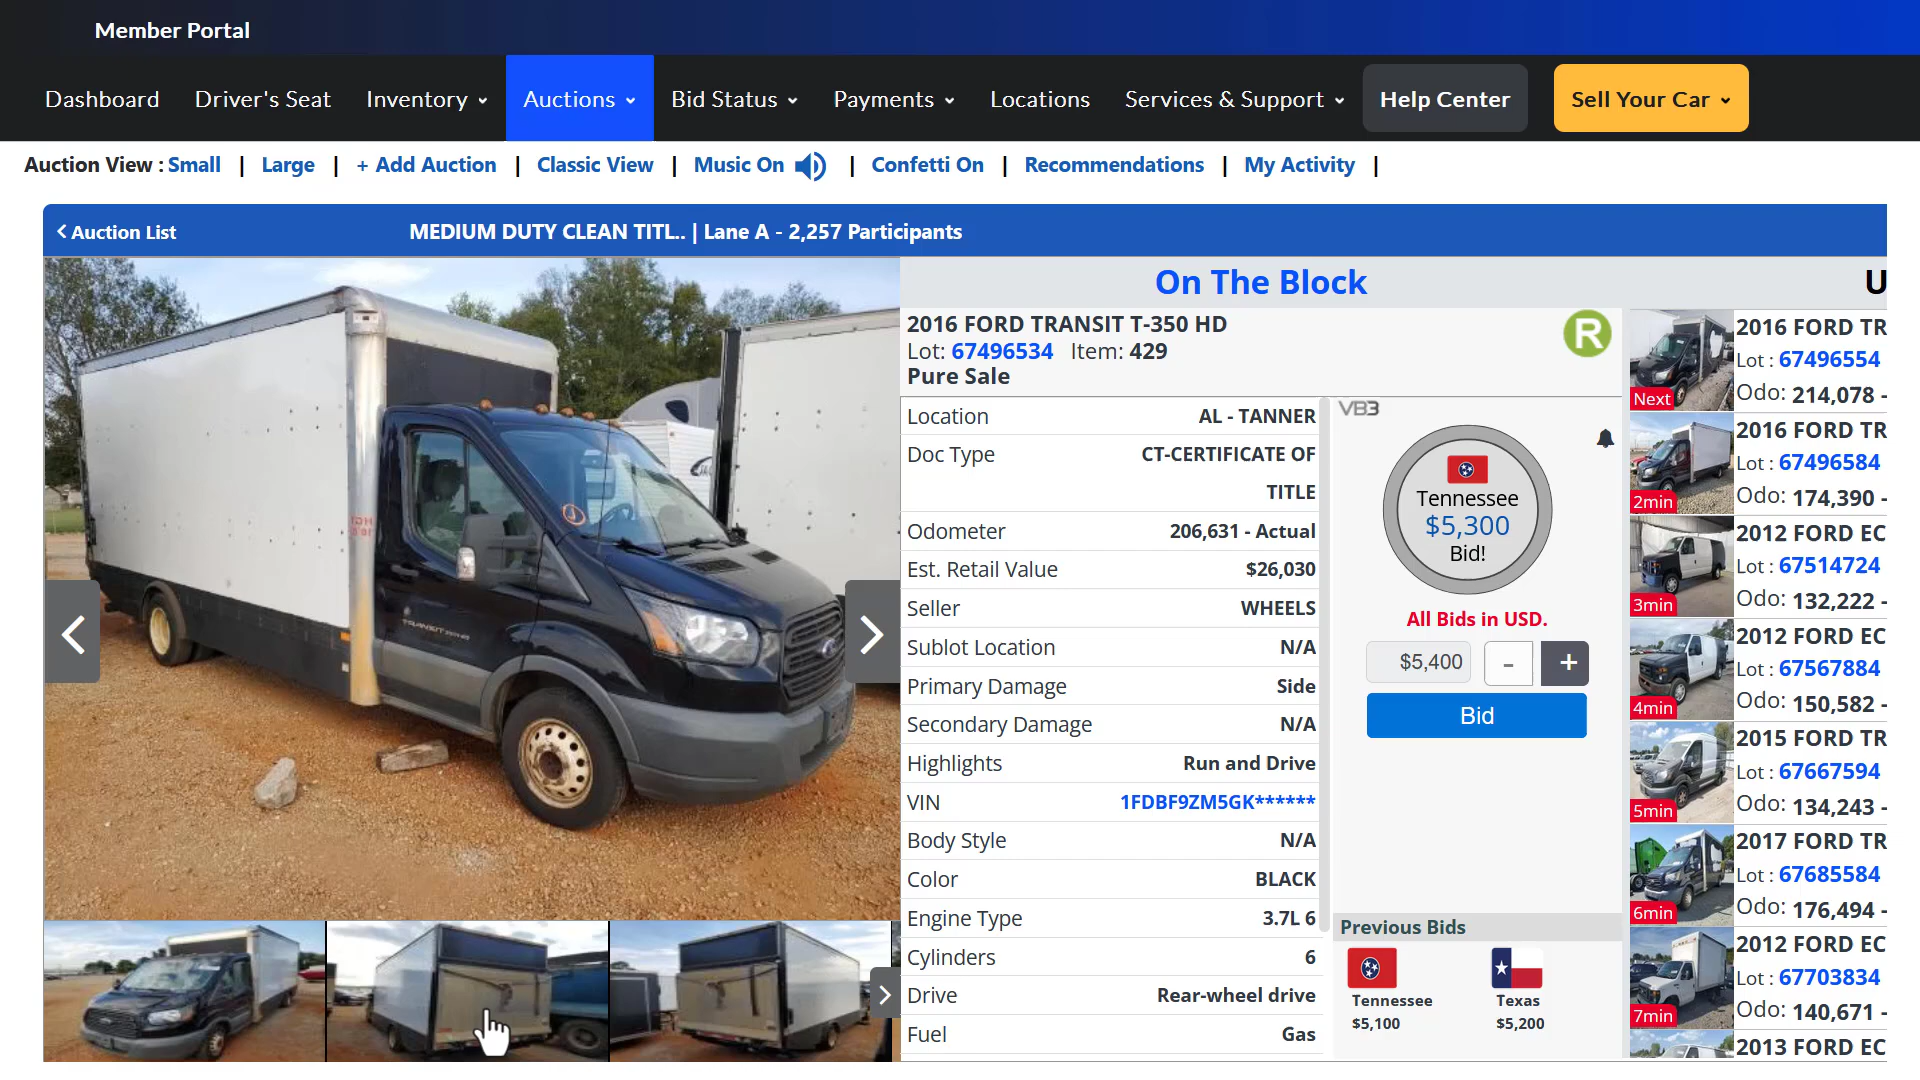 Member Portal
Dashboard
Driver's Seat
Inventory
Auctions
Bid Status
Payments
Locations
Services & Support
Help Center
Sell Your Car
Auction View : Small | Large | + Add Auction | Classic View | Music On | Confetti On | Recommendations | My Activity |
Auction List
MEDIUM DUTY CLEAN TITL.. | Lane A - 2,257 Participants
On The Block
U
2016 FORD TRANSIT T-350 HD
Lot: 67496534 Item: 429
Pure Sale
R
Location AL - TANNER
Doc Type CT-CERTIFICATE OF
TITLE
Odometer 206,631 - Actual
Est. Retail Value $26,030
Seller WHEELS
Sublot Location N/A
Primary Damage Side
Secondary Damage N/A
Highlights Run and Drive
VIN 1FDBF9ZM5GK******
Body Style N/A
Color BLACK
Engine Type 3.7L 6
Cylinders 6
Drive Rear-wheel drive
Fuel Gas
VB3
Tennessee
$5,300
Bid!
All Bids in USD.
$5,400 - +
Bid
Previous Bids
Tennessee
$5,100
Texas
$5,200
2016 FORD TR
Lot : 67496554
Odo: 214,078 -
Next
2016 FORD TR
Lot : 67496584
Odo: 174,390 -
2min
2012 FORD EC
Lot : 67514724
Odo: 132,222 -
3min
2012 FORD EC
Lot : 67567884
Odo: 150,582 -
4min
2015 FORD TR
Lot : 67667594
Odo: 134,243 -
5min
2017 FORD TR
Lot : 67685584
Odo: 176,494 -
6min
2012 FORD EC
Lot : 67703834
Odo: 140,671 -
7min
2013 FORD EC